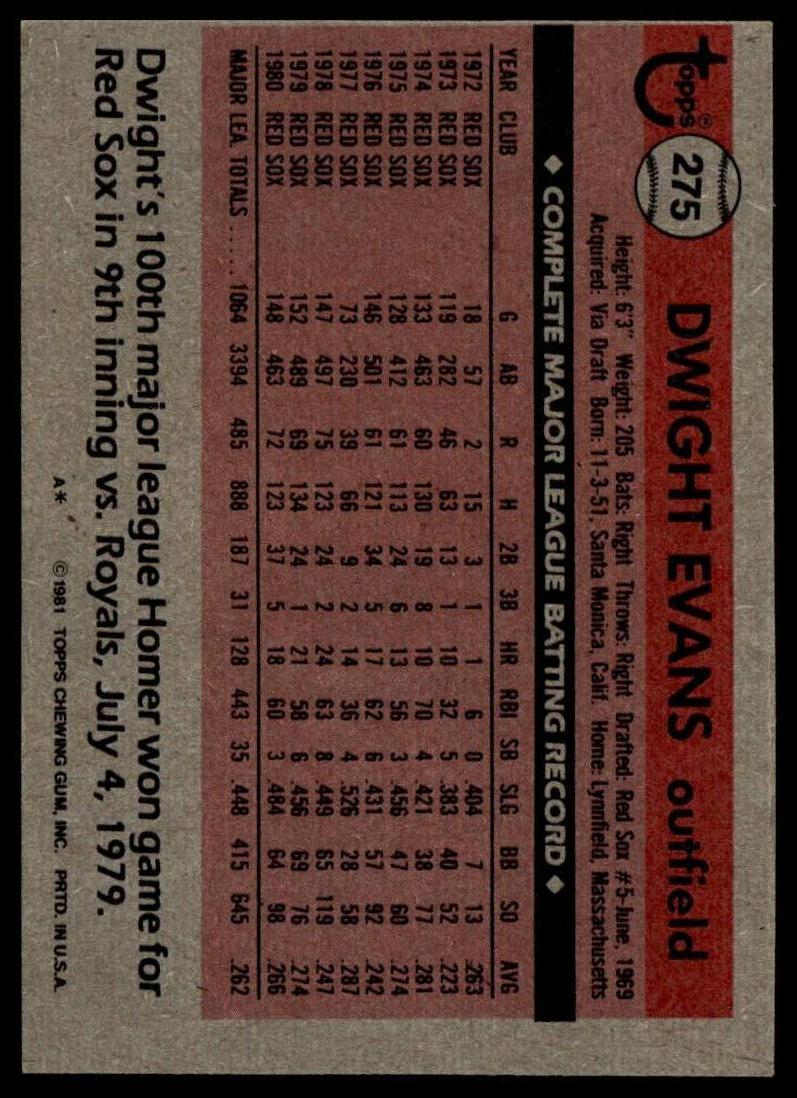 Topps®
275
DWIGHT EVANS outfield
Height: 6'3" Weight: 205 Bats: Right Throws: Right Drafted: Red Sox #5-June, 1969
Acquired: Via Draft Born: 11-3-51, Santa Monica, Calif. Home: Lynnfield, Massachusetts
◆ COMPLETE MAJOR LEAGUE BATTING RECORD ◆
YEAR CLUB G AB R H 2B 3B HR RBI SB SLG BB SO AVG
1972 RED SOX 18 57 2 15 3 1 1 6 0 .404 7 13 .263
1973 RED SOX 119 282 46 63 13 1 10 32 5 .383 40 52 .223
1974 RED SOX 133 463 60 130 19 8 10 70 4 .421 38 77 .281
1975 RED SOX 128 412 61 113 24 6 13 56 3 .456 47 60 .274
1976 RED SOX 146 501 61 121 34 5 17 62 6 .431 57 92 .242
1977 RED SOX 73 230 39 66 9 2 14 36 4 .526 28 58 .287
1978 RED SOX 147 497 75 123 24 2 24 63 8 .449 65 119 .247
1979 RED SOX 152 489 69 134 24 1 21 58 6 .456 69 76 .274
1980 RED SOX 148 463 72 123 37 5 18 60 3 .484 64 98 .266
MAJOR LEA. TOTALS ..... 1064 3394 485 888 187 31 128 443 35 .448 415 645 .262
Dwight's 100th major league Homer won game for
Red Sox in 9th inning vs. Royals, July 4, 1979.
A* ©1981 TOPPS CHEWING GUM, INC. PRTD. IN U.S.A.